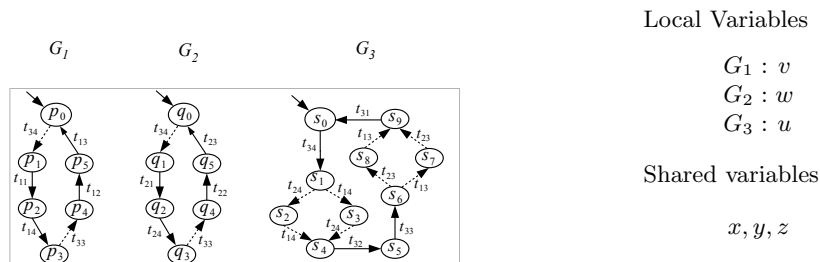 G1 G2 G3
Local Variables
G1 : v
G2 : w
G3 : u
Shared variables
x, y, z
p0
t34 t13
p1 p5
t11 t12
p2 p4
t14 t33
p3
q0
t34 t23
q1 q5
t21 t22
q2 q4
t24 t33
q3
s0 t31 s9
t34 t13 t23
s8 s7
s1 t23 t13
t24 t14 s6
s2 s3 t33
t14 t24
s4 t32 s5